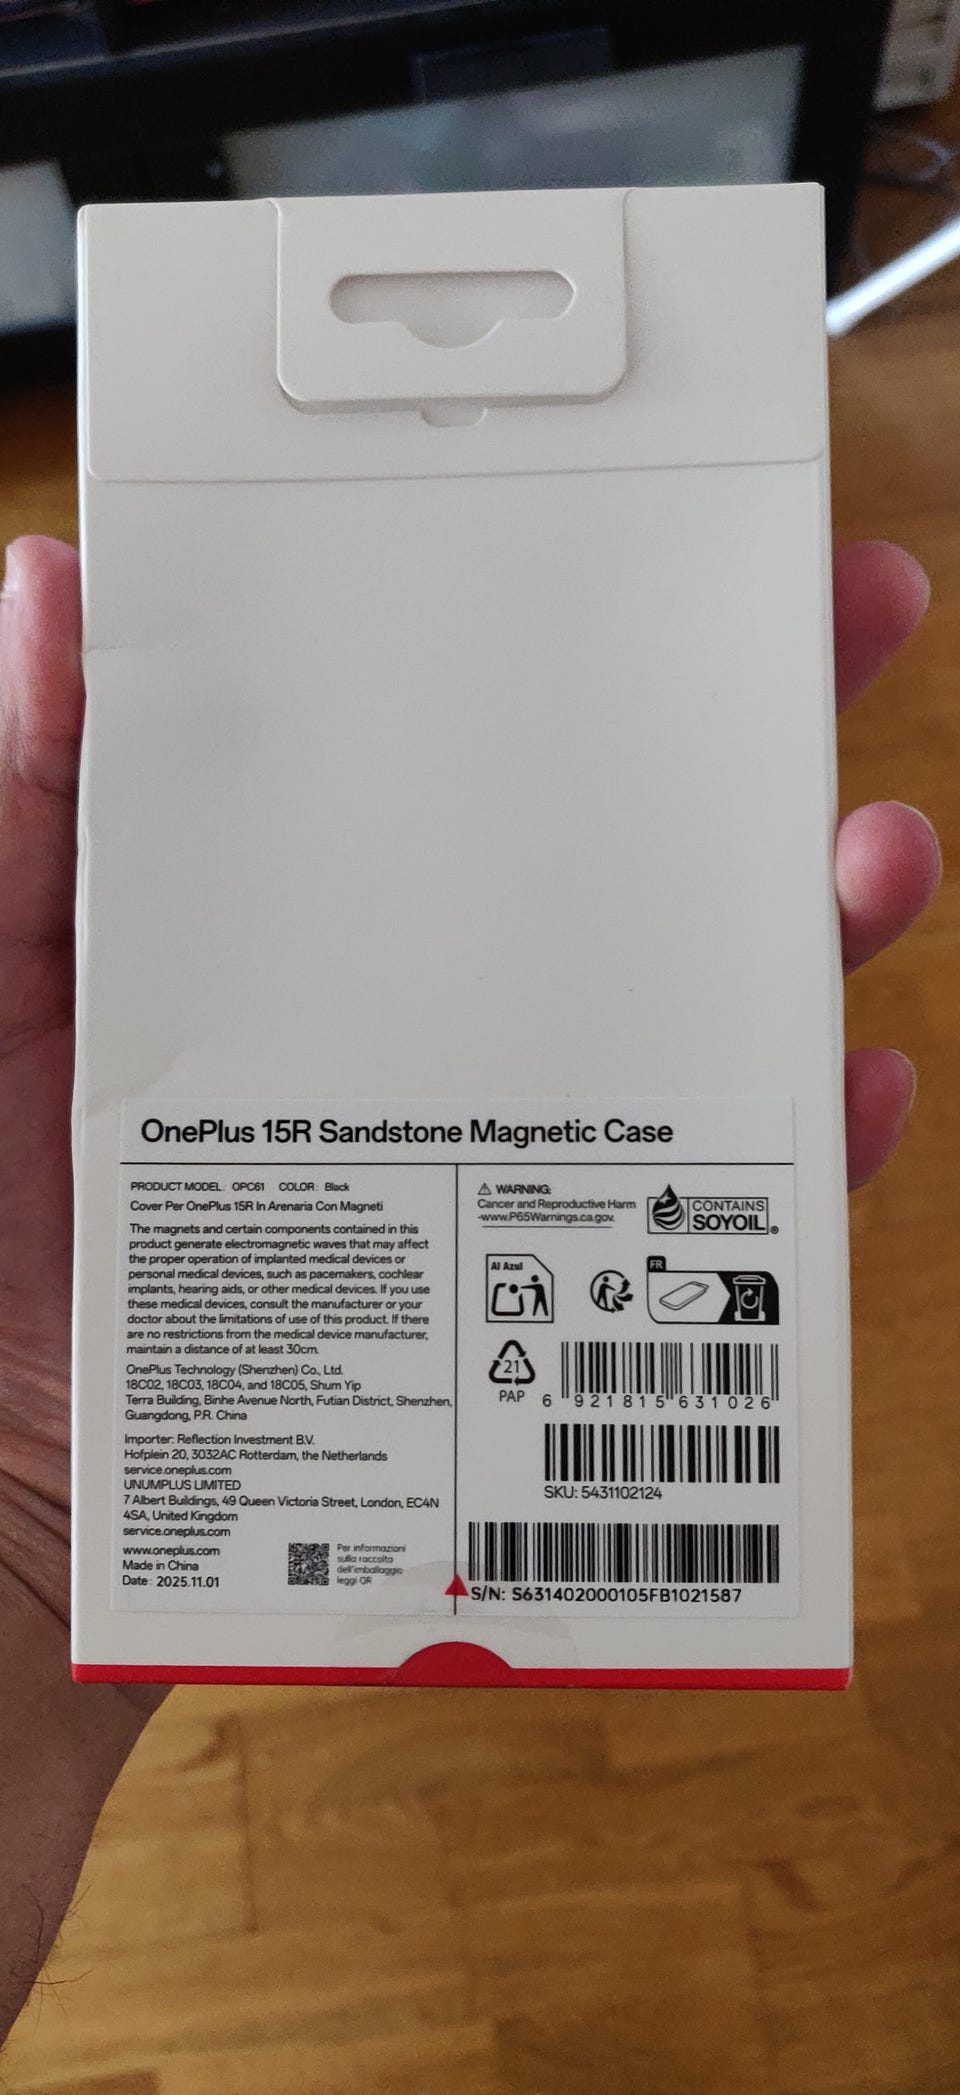 OnePlus 15R Sandstone Magnetic Case
PRODUCT MODEL: OPC61 COLOR: Black
Cover Per OnePlus 15R In Arenaria Con Magneti
The magnets and certain components contained in this
product generate electromagnetic waves that may affect
the proper operation of implanted medical devices or
personal medical devices, such as pacemakers, cochlear
implants, hearing aids, or other medical devices. If you use
these medical devices, consult the manufacturer or your
doctor about the limitations of use of this product. If there
are no restrictions from the medical device manufacturer,
maintain a distance of at least 30cm.
OnePlus Technology (Shenzhen) Co., Ltd.
18C02, 18C03, 18C04, and 18C05, Shum Yip
Terra Building, Binhe Avenue North, Futian District, Shenzhen,
Guangdong, P.R. China
Importer: Reflection Investment B.V.
Hofplein 20, 3032AC Rotterdam, the Netherlands
service.oneplus.com
UNUMPLUS LIMITED
7 Albert Buildings, 49 Queen Victoria Street, London, EC4N
4SA, United Kingdom
service.oneplus.com
www.oneplus.com
Made in China
Date: 2025.11.01
Per informazioni
sulla raccolta
dell'imballaggio
leggi QR
WARNING:
Cancer and Reproductive Harm
-www.P65Warnings.ca.gov.
CONTAINS
SOYOIL®
Al Azul
FR
21
PAP
6 921815 631026
SKU: 5431102124
S/N: S631402000105FB1021587